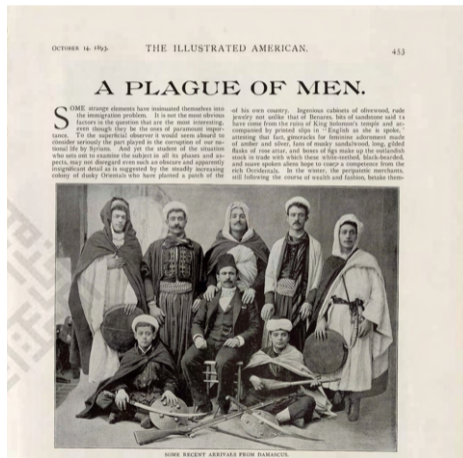 OCTOBER 14, 1893.
THE ILLUSTRATED AMERICAN.
453
A PLAGUE OF MEN.
SOME strange elements have insinuated themselves into
the immigration problem. It is not the most obvious
factors in the question that are the most interesting,
even though they be the ones of paramount impor-
tance. To the superficial observer it would seem absurd to
consider seriously the part played in the corruption of our na-
tional life by Syrians. And yet the student of the situation
who sets out to examine the subject in all its phases and as-
pects, may not disregard even such an obscure and apparently
insignificant detail as is suggested by the steadily increasing
colony of dusky Orientals who have planted a patch of the
of his own country. Ingenious cabinets of olivewood, rude
jewelry not unlike that of Benares, bits of sandstone said to
have come from the ruins of King Solomon's temple and ac-
companied by printed slips in "English as she is spoke,"
attesting that fact, gimcracks for feminine adornment made
of amber and silver, fans of musky sandalwood, long, gilded
flasks of rose attar, and boxes of figs make up the outlandish
stock in trade with which these white-teethed, black-bearded,
and suave spoken aliens hope to coax a competence from the
rich Occidentals. In the winter, the peripatetic merchants,
still following the course of wealth and fashion, betake them-
SOME RECENT ARRIVALS FROM DAMASCUS.